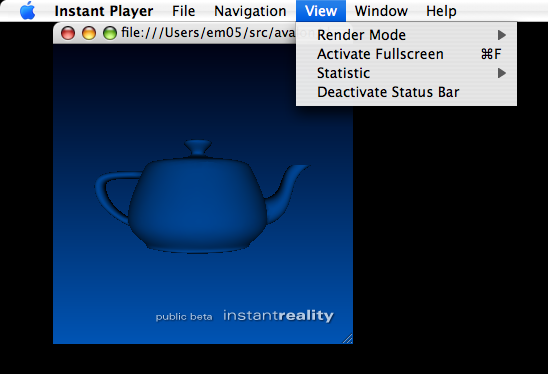 Instant Player File Navigation View Window Help
file:///Users/em05/src/ava
Render Mode
Activate Fullscreen ⌘F
Statistic
Deactivate Status Bar
public beta instantreality